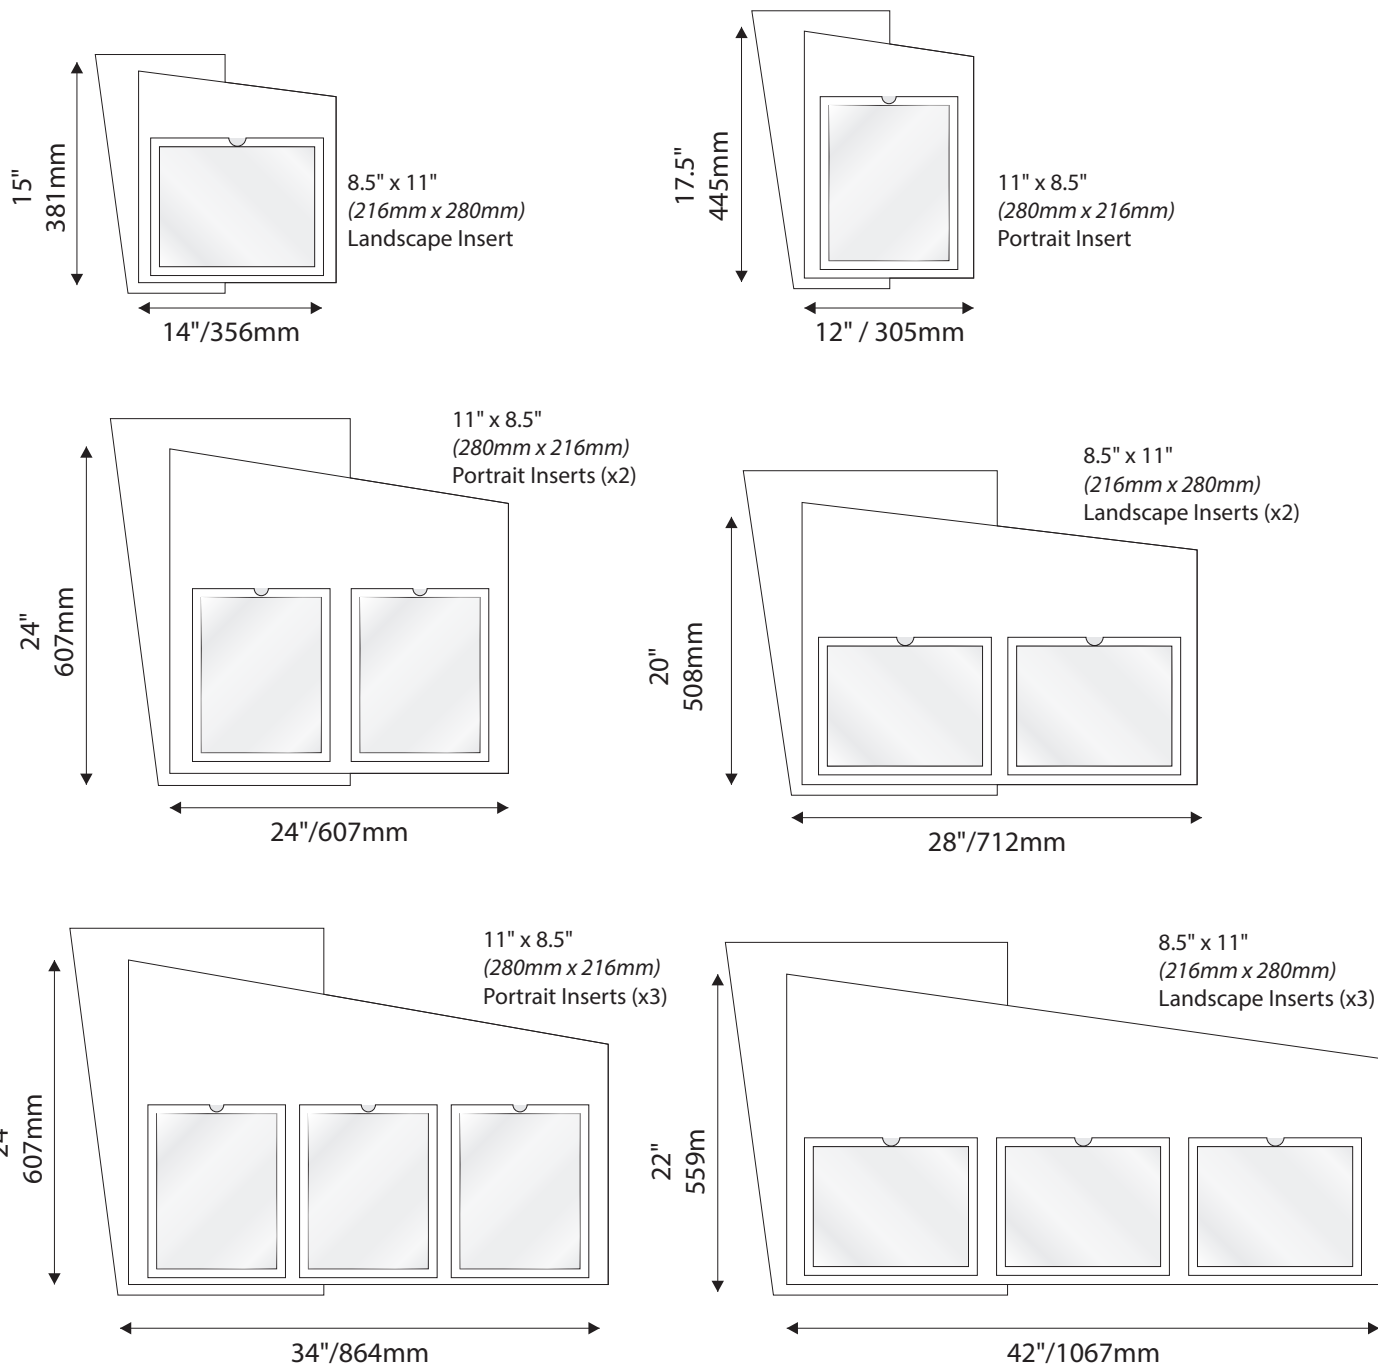 15"
381mm
8.5" x 11"
(216mm x 280mm)
Landscape Insert
14"/356mm
17.5"
445mm
11" x 8.5"
(280mm x 216mm)
Portrait Insert
12" / 305mm
24"
607mm
11" x 8.5"
(280mm x 216mm)
Portrait Inserts (x2)
24"/607mm
20"
508mm
8.5" x 11"
(216mm x 280mm)
Landscape Inserts (x2)
28"/712mm
607mm
11" x 8.5"
(280mm x 216mm)
Portrait Inserts (x3)
34"/864mm
22"
559m
8.5" x 11"
(216mm x 280mm)
Landscape Inserts (x3)
42"/1067mm